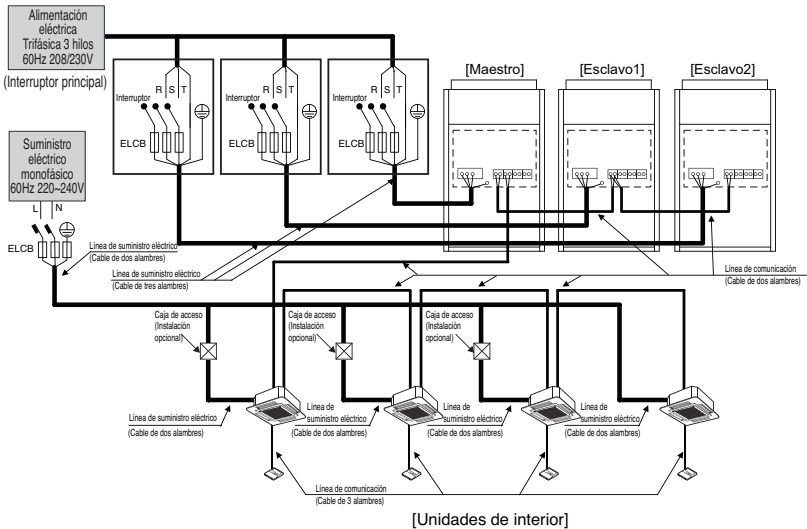 Alimentación
eléctrica
Trifásica 3 hilos
60Hz 208/230V
(Interruptor principal)
R S T
Interruptor
ELCB
R S T
Interruptor
ELCB
R S T
Interruptor
ELCB
[Maestro]
[Esclavo1]
[Esclavo2]
Suministro
eléctrico
monofásico
60Hz 220~240V
L N
ELCB
Línea de suministro eléctrico
(Cable de dos alambres)
Línea de suministro eléctrico
(Cable de tres alambres)
Línea de comunicación
(Cable de dos alambres)
Caja de acceso
(Instalación
opcional)
Caja de acceso
(Instalación
opcional)
Caja de acceso
(Instalación
opcional)
Línea de suministro eléctrico
(Cable de dos alambres)
Línea de
suministro eléctrico
(Cable de dos alambres)
Línea de
suministro eléctrico
(Cable de dos alambres)
Línea de
suministro eléctrico
(Cable de dos alambres)
Línea de comunicación
(Cable de 3 alambres)
[Unidades de interior]